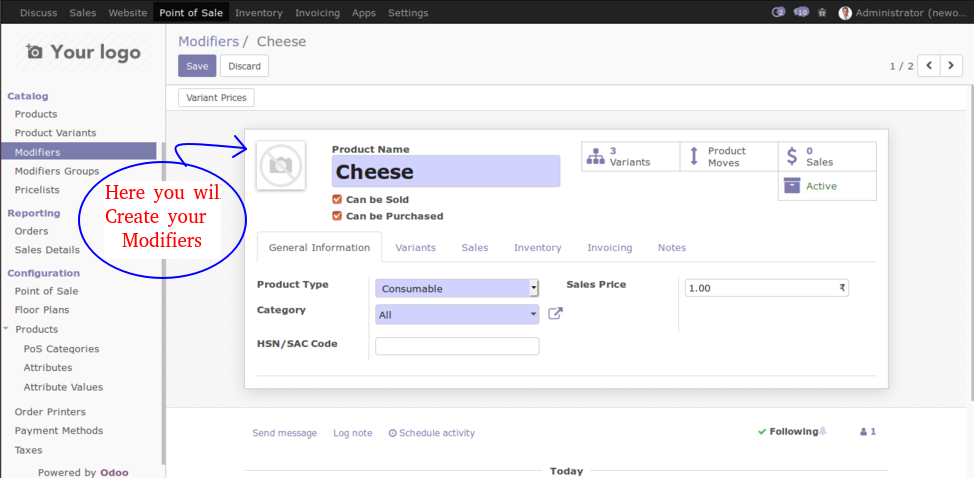 Discuss Sales Website Point of Sale Inventory Invoicing Apps Settings 2 10 Administrator (newo...
Your logo
Modifiers / Cheese
Save Discard
1 / 2
Variant Prices
Catalog
Products
Product Variants
Modifiers
Modifiers Groups
Pricelists
Reporting
Orders
Sales Details
Configuration
Point of Sale
Floor Plans
Products
PoS Categories
Attributes
Attribute Values
Order Printers
Payment Methods
Taxes
Powered by Odoo
Here you will
Create your
Modifiers
Product Name
Cheese
Can be Sold
Can be Purchased
3
Variants
Product
Moves
$ 0
Sales
Active
General Information Variants Sales Inventory Invoicing Notes
Product Type Consumable Sales Price 1.00 ₹
Category All
HSN/SAC Code
Send message Log note Schedule activity Following 1
Today